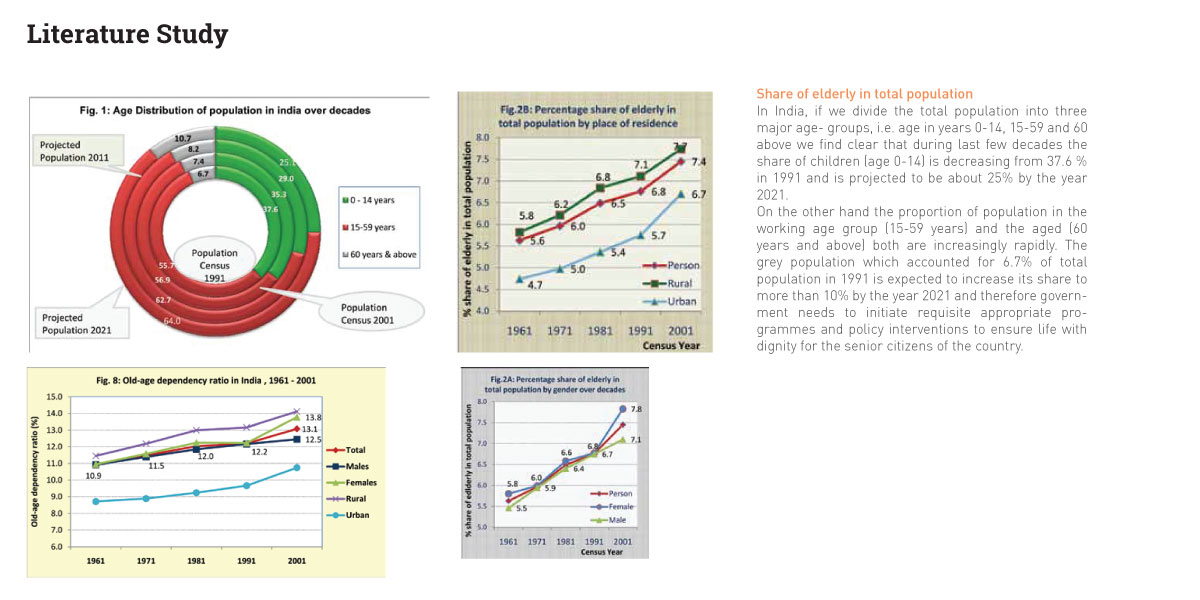 Literature Study
Fig. 1: Age Distribution of population in india over decades
Projected
Population 2011
10.7
8.2
7.4
6.7
25.1
29.0
35.3
37.6
0 - 14 years
15-59 years
60 years & above
Population
Census
1991
55.7
56.9
62.7
64.0
Projected
Population 2021
Population
Census 2001
Fig.2B: Percentage share of elderly in
total population by place of residence
% share of elderly in total population
8.0
7.5
7.0
6.5
6.0
5.5
5.0
4.5
4.0
5.8
6.2
6.8
7.1
7.7
5.6
6.0
6.5
6.8
7.4
4.7
5.0
5.4
5.7
6.7
Person
Rural
Urban
1961 1971 1981 1991 2001
Census Year
Share of elderly in total population
In India, if we divide the total population into three
major age- groups, i.e. age in years 0-14, 15-59 and 60
above we find clear that during last few decades the
share of children (age 0-14) is decreasing from 37.6 %
in 1991 and is projected to be about 25% by the year
2021.
On the other hand the proportion of population in the
working age group (15-59 years) and the aged (60
years and above) both are increasingly rapidly. The
grey population which accounted for 6.7% of total
population in 1991 is expected to increase its share to
more than 10% by the year 2021 and therefore govern-
ment needs to initiate requisite appropriate pro-
grammes and policy interventions to ensure life with
dignity for the senior citizens of the country.
Fig. 8: Old-age dependency ratio in India , 1961 - 2001
Old-age dependency ratio (%)
15.0
14.0
13.0
12.0
11.0
10.0
9.0
8.0
7.0
6.0
10.9
11.5
12.0
12.2
13.8
13.1
12.5
Total
Males
Females
Rural
Urban
1961 1971 1981 1991 2001
Fig.2A: Percentage share of elderly in
total population by gender over decades
% share of edlderly in total population
8.0
7.5
7.0
6.5
6.0
5.5
5.0
5.8
6.0
6.6
6.8
7.8
5.5
5.9
6.4
6.7
7.1
Person
Female
Male
1961 1971 1981 1991 2001
Census Year